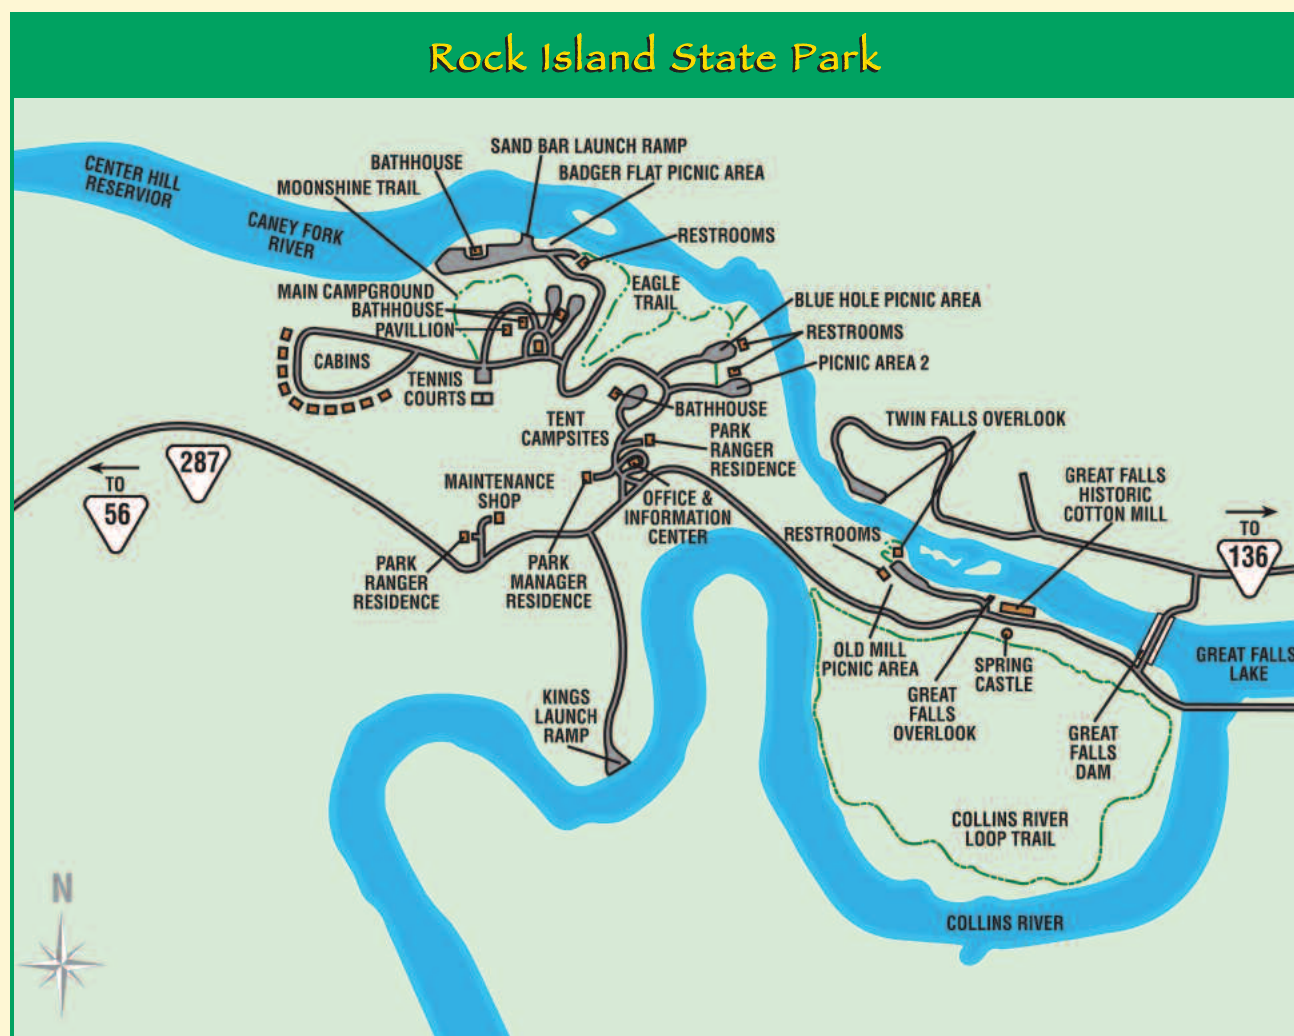 Rock Island State Park
SAND BAR LAUNCH RAMP
BATHHOUSE
BADGER FLAT PICNIC AREA
MOONSHINE TRAIL
CENTER HILL
RESERVIOR
CANEY FORK
RIVER
RESTROOMS
EAGLE
TRAIL
MAIN CAMPGROUND
BATHHOUSE
PAVILLION
BLUE HOLE PICNIC AREA
RESTROOMS
PICNIC AREA 2
CABINS
TENNIS
COURTS
BATHHOUSE
TENT
CAMPSITES
PARK
RANGER
RESIDENCE
TWIN FALLS OVERLOOK
287
TO
56
MAINTENANCE
SHOP
OFFICE &
INFORMATION
CENTER
GREAT FALLS
HISTORIC
COTTON MILL
TO
136
RESTROOMS
PARK
RANGER
RESIDENCE
PARK
MANAGER
RESIDENCE
OLD MILL
PICNIC AREA
SPRING
CASTLE
GREAT FALLS
LAKE
GREAT
FALLS
OVERLOOK
KINGS
LAUNCH
RAMP
GREAT
FALLS
DAM
COLLINS RIVER
LOOP TRAIL
N
COLLINS RIVER